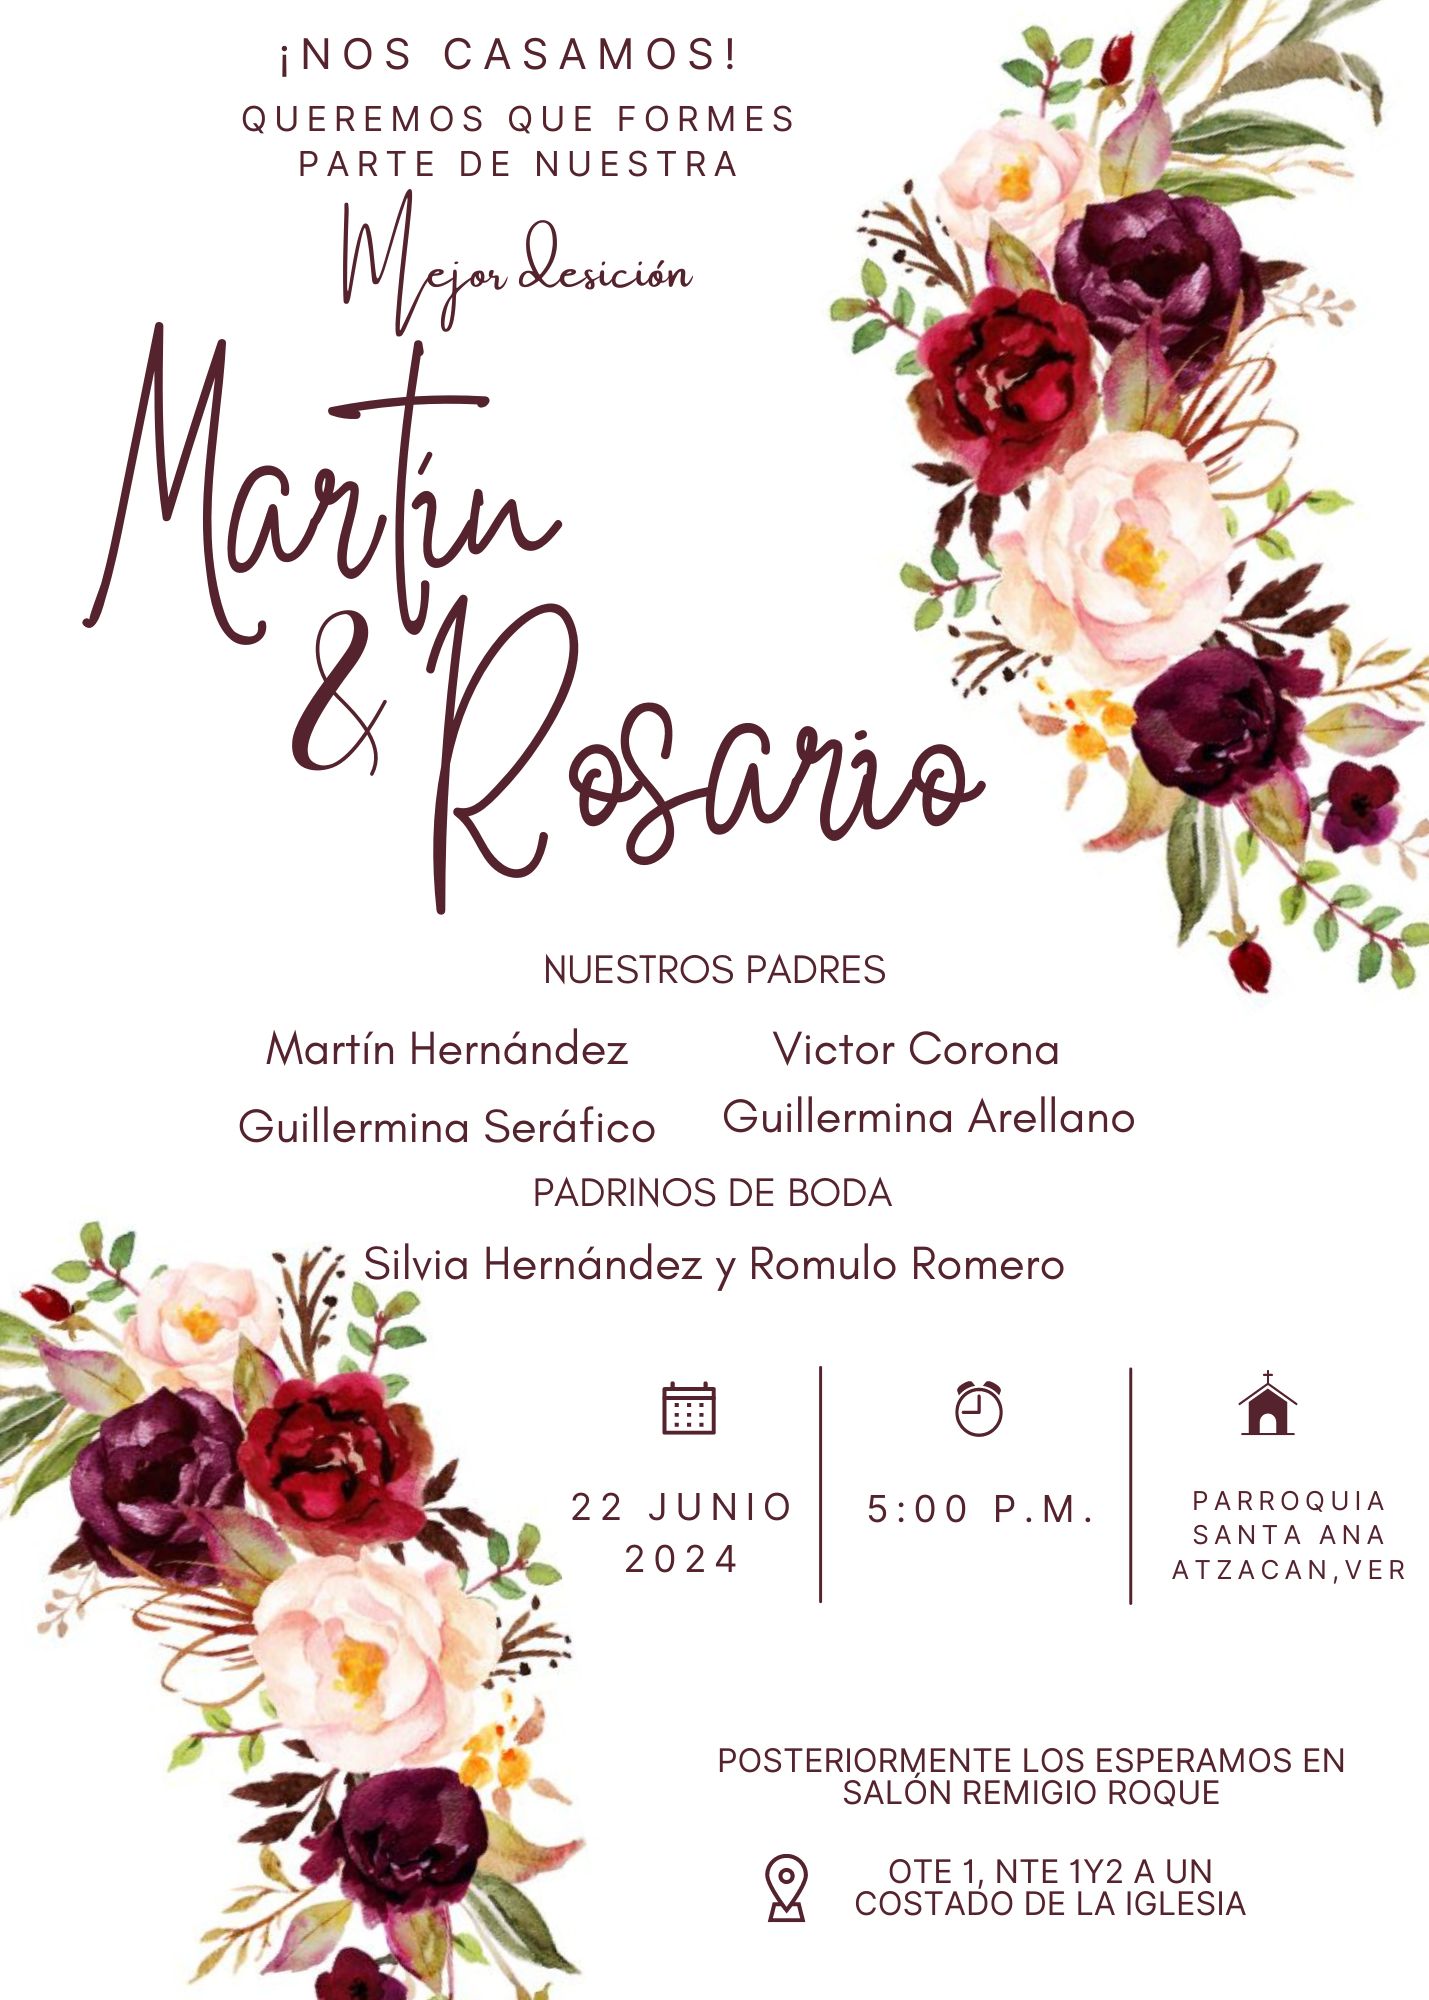 ¡NOS CASAMOS!
QUEREMOS QUE FORMES
PARTE DE NUESTRA
Mejor desición
Martín
&
Rosario
NUESTROS PADRES
Martín Hernández
Guillermina Seráfico
Victor Corona
Guillermina Arellano
PADRINOS DE BODA
Silvia Hernández y Romulo Romero
22 JUNIO
2024
5:00 P.M.
PARROQUIA
SANTA ANA
ATZACAN,VER
POSTERIORMENTE LOS ESPERAMOS EN
SALÓN REMIGIO ROQUE
OTE 1, NTE 1Y2 A UN
COSTADO DE LA IGLESIA